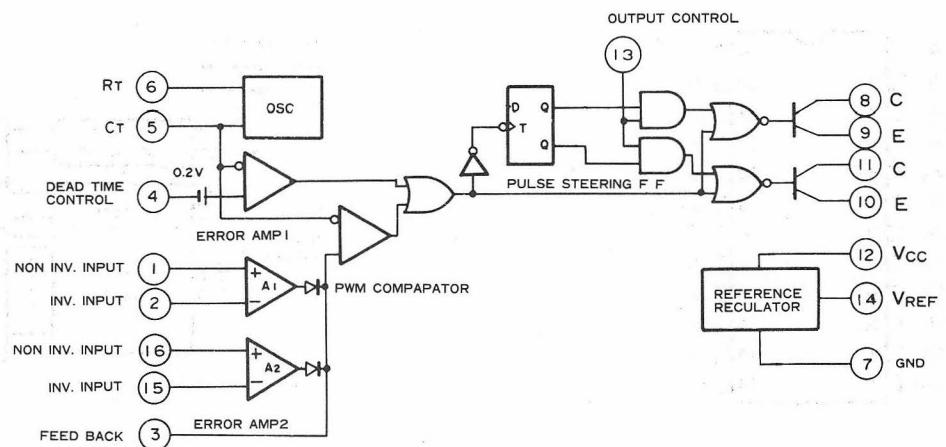 OUTPUT CONTROL
13
RT 6
OSC
CT 5
D Q
T
Q
8 C
9 E
11 C
10 E
0.2V
DEAD TIME
CONTROL 4
PULSE STEERING F F
ERROR AMP1
NON INV. INPUT 1
+
A1
−
INV. INPUT 2
PWM COMPAPATOR
12 VCC
REFERENCE
RECULATOR
14 VREF
7 GND
NON INV. INPUT 16
+
A2
−
INV. INPUT 15
ERROR AMP2
FEED BACK 3